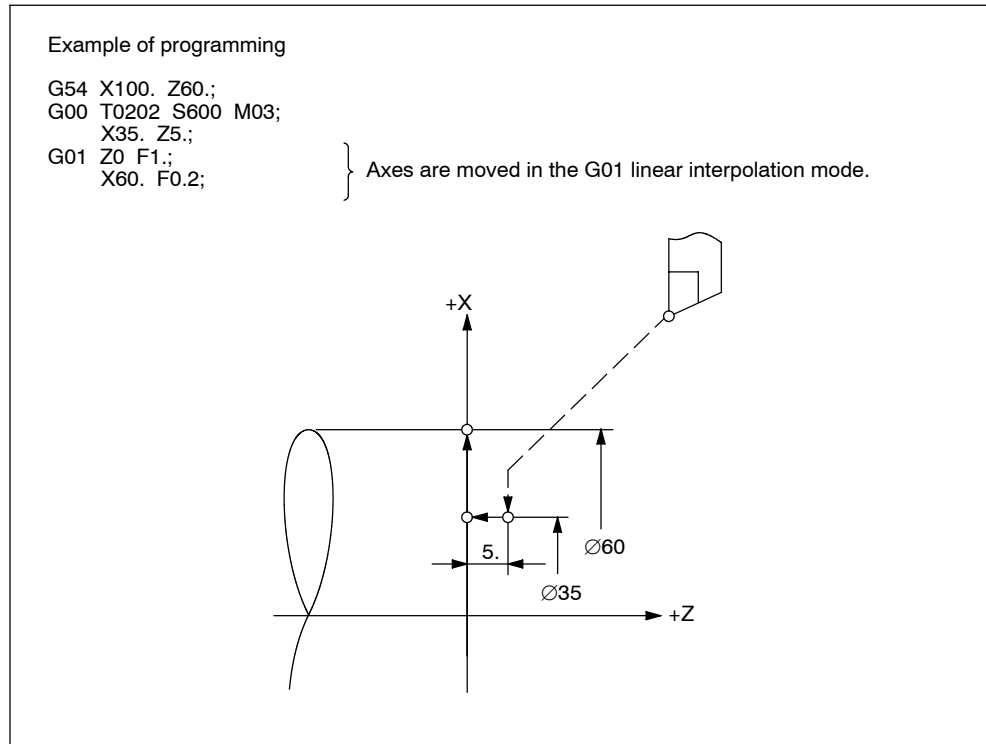 Example of programming
G54 X100. Z60.;
G00 T0202 S600 M03;
X35. Z5.;
G01 Z0 F1.;
X60. F0.2;
Axes are moved in the G01 linear interpolation mode.
+X
∅60
5.
∅35
+Z